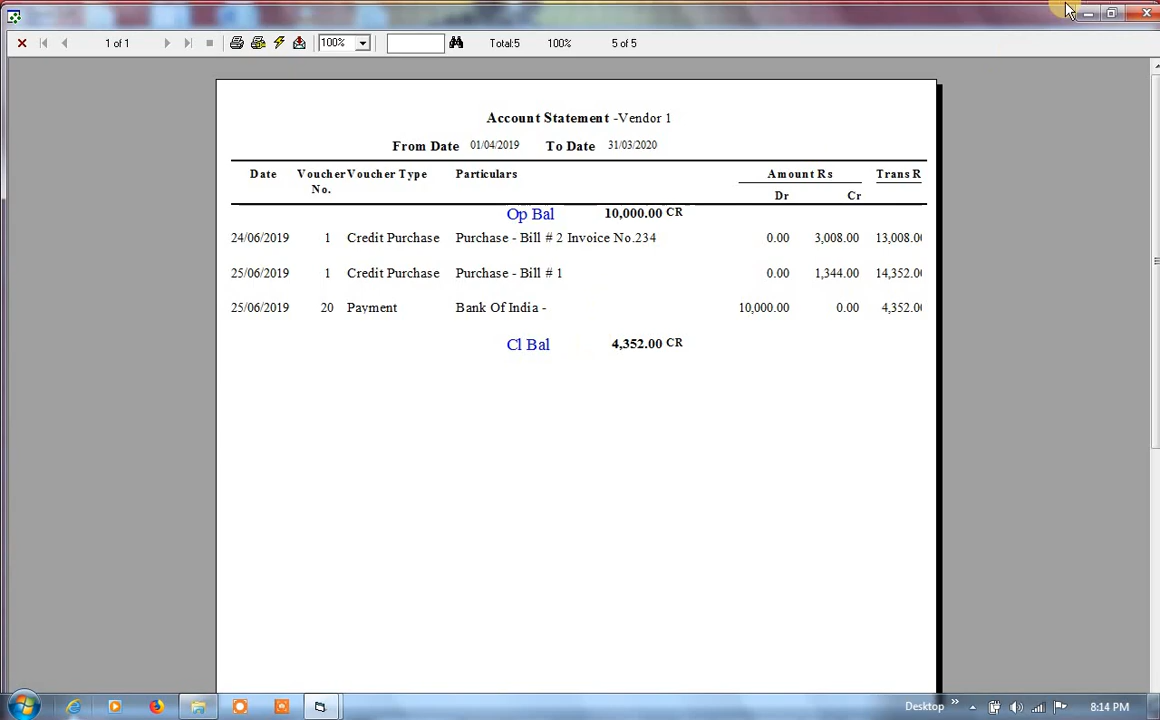 1 of 1 100% Total:5 100% 5 of 5
Account Statement -Vendor 1
From Date 01/04/2019 To Date 31/03/2020
Date Voucher No. Voucher Type Particulars Amount Rs Trans R
Dr Cr
Op Bal 10,000.00 CR
24/06/2019 1 Credit Purchase Purchase - Bill # 2 Invoice No.234 0.00 3,008.00 13,008.0
25/06/2019 1 Credit Purchase Purchase - Bill # 1 0.00 1,344.00 14,352.0
25/06/2019 20 Payment Bank Of India - 10,000.00 0.00 4,352.0
Cl Bal 4,352.00 CR
Desktop 8:14 PM